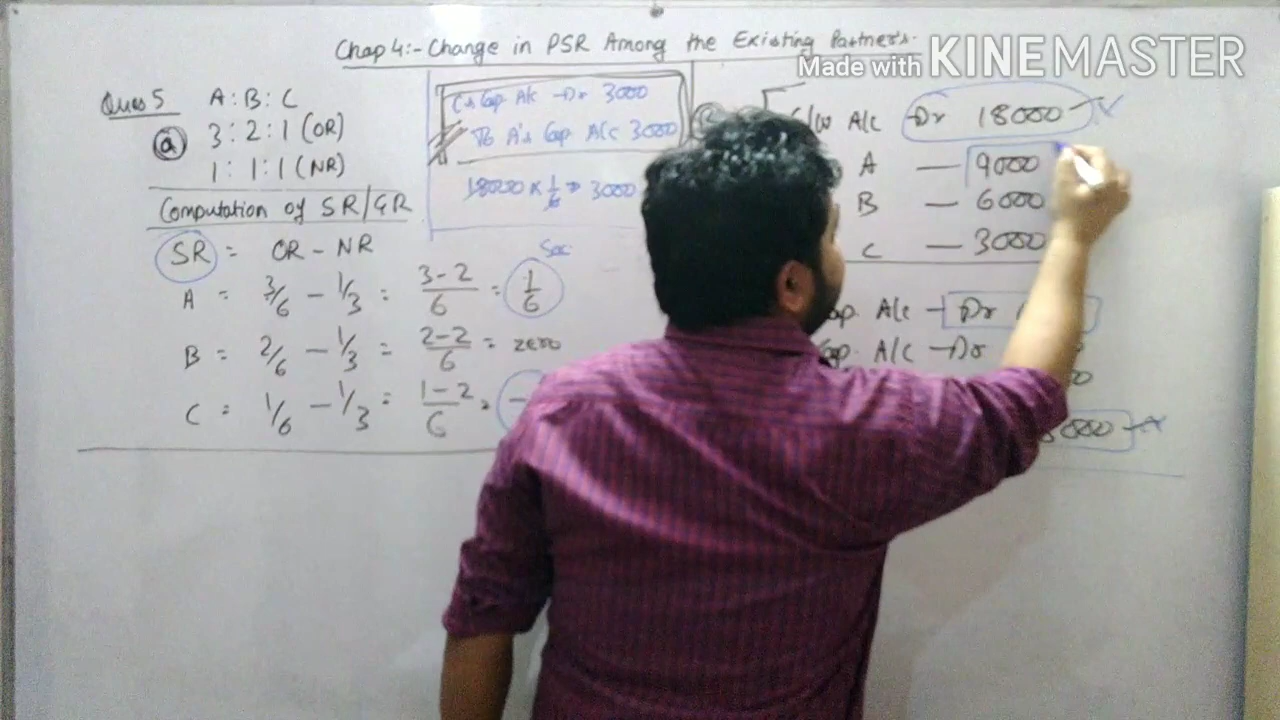 Chap 4:- Change in PSR Among the Existing Partners.
Made with KINEMASTER
Ques 5 A : B : C
(a) 3 : 2 : 1 (OR)
1 : 1 : 1 (NR)
Computation of SR/GR
SR = OR - NR
A = 3/6 - 1/3 = 3-2/6 = 1/6
B = 2/6 - 1/3 = 2-2/6 = zero
C = 1/6 - 1/3 = 1-2/6 =
C's Cap A/c - Dr 3000
To A's Cap A/c 3000
18000 x 1/6 = 3000
A/c Dr 18000
A — 9000
B — 6000
C — 3000
Cap. A/c - Dr
Cap. A/c - Dr